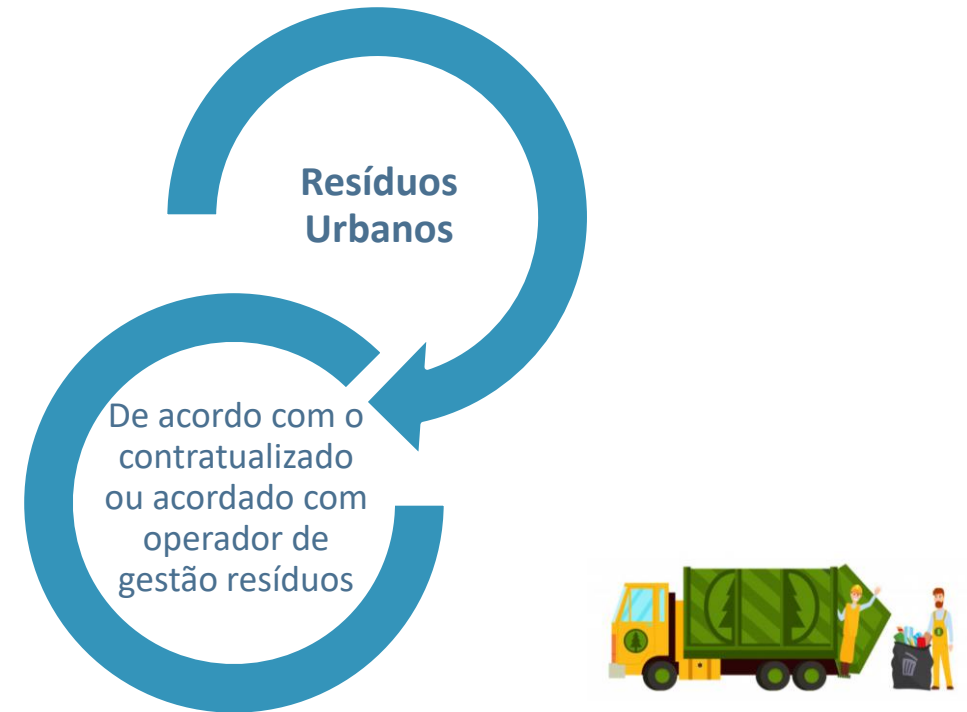 Resíduos
Urbanos
De acordo com o
contratualizado
ou acordado com
operador de
gestão resíduos